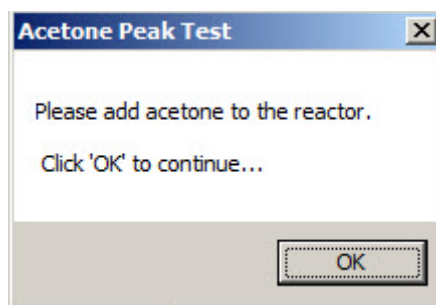 Acetone Peak Test
Please add acetone to the reactor.
Click 'OK' to continue...
OK